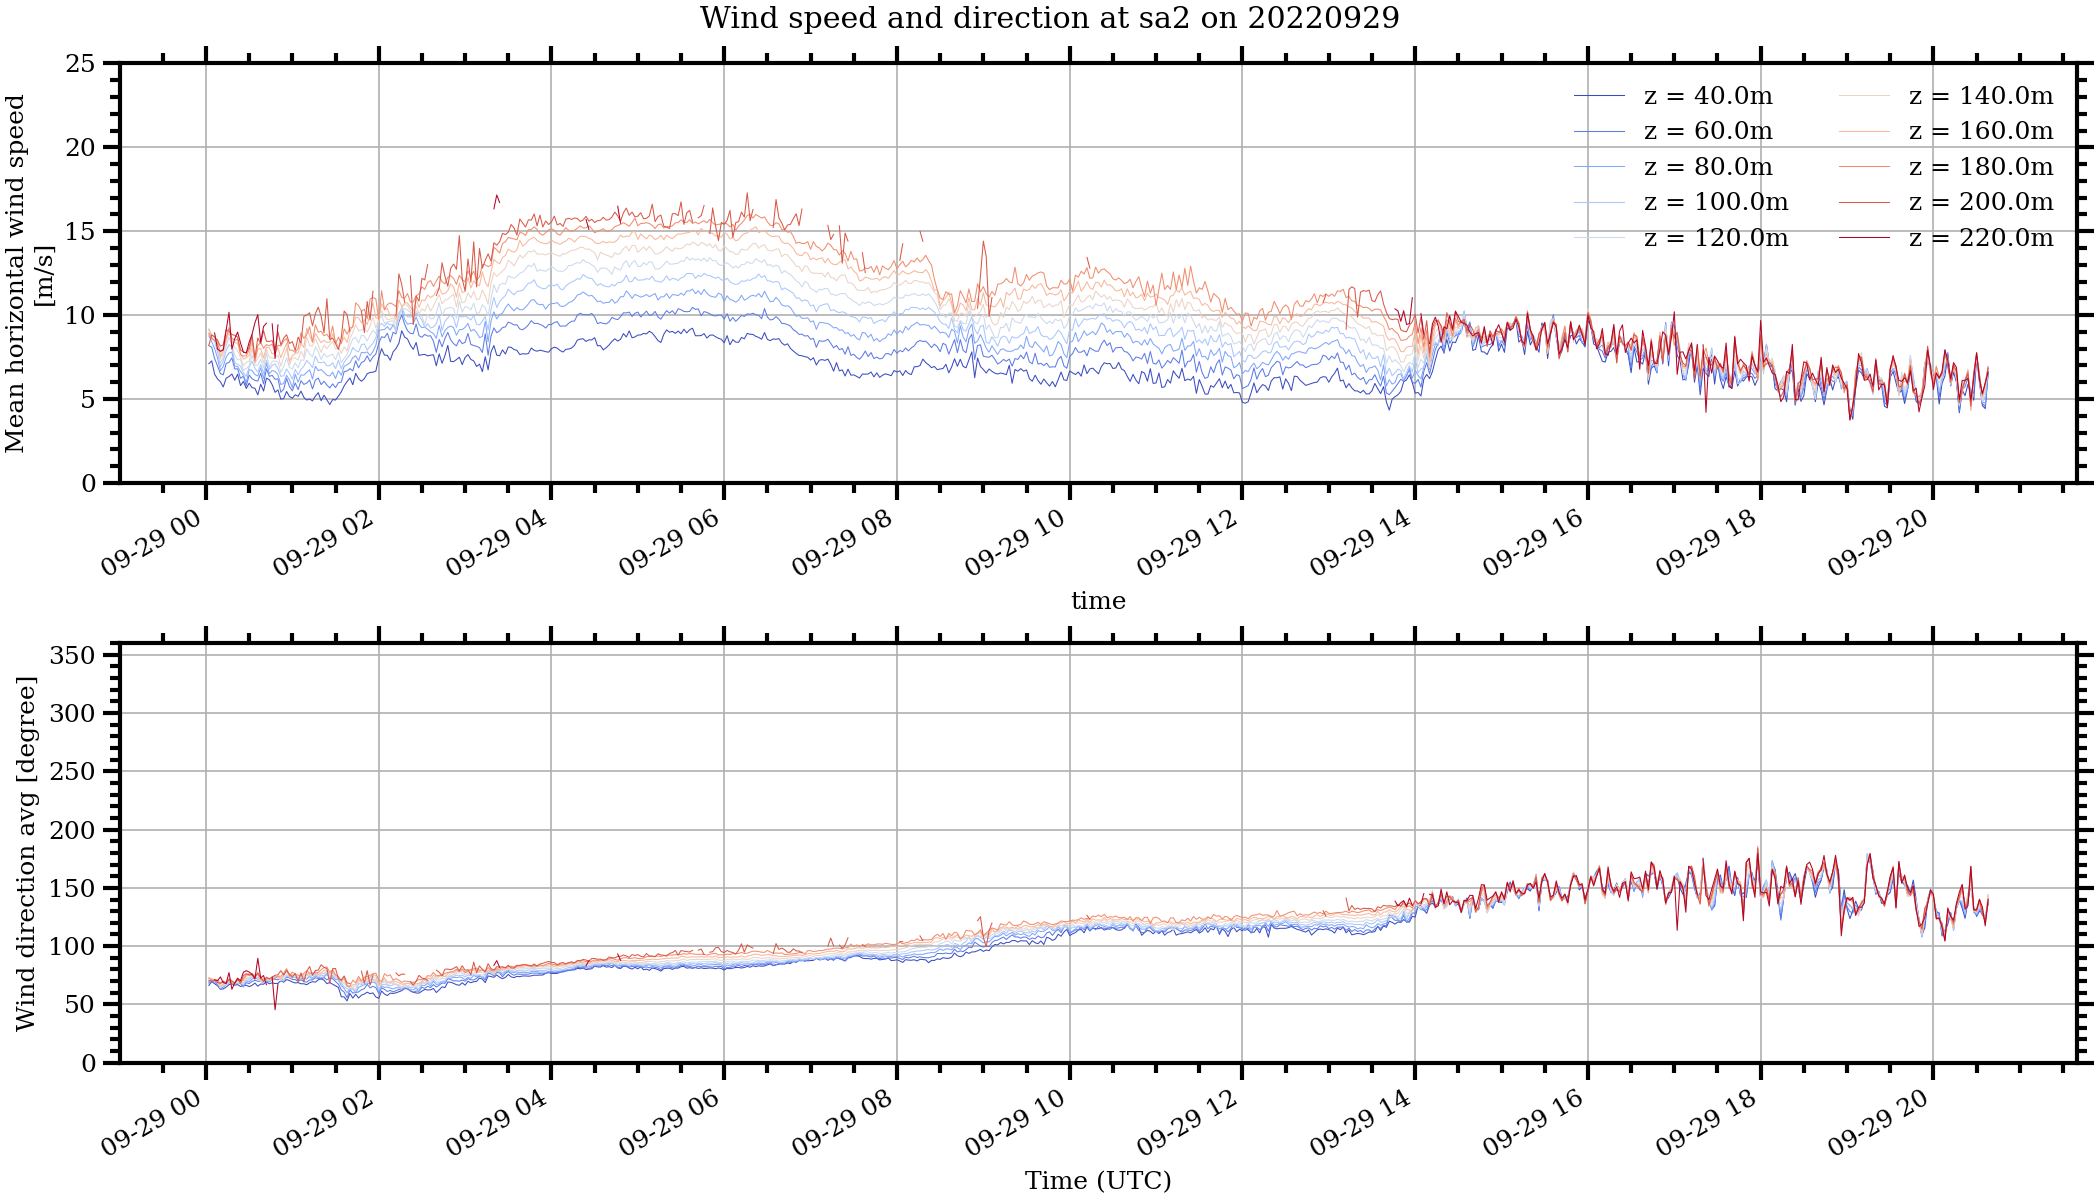 Wind speed and direction at sa2 on 20220929
Mean horizontal wind speed
[m/s]
25
20
15
10
5
0
z = 40.0m
z = 60.0m
z = 80.0m
z = 100.0m
z = 120.0m
z = 140.0m
z = 160.0m
z = 180.0m
z = 200.0m
z = 220.0m
09-29 00
09-29 02
09-29 04
09-29 06
09-29 08
09-29 10
09-29 12
09-29 14
09-29 16
09-29 18
09-29 20
time
Wind direction avg [degree]
350
300
250
200
150
100
50
0
09-29 00
09-29 02
09-29 04
09-29 06
09-29 08
09-29 10
09-29 12
09-29 14
09-29 16
09-29 18
09-29 20
Time (UTC)